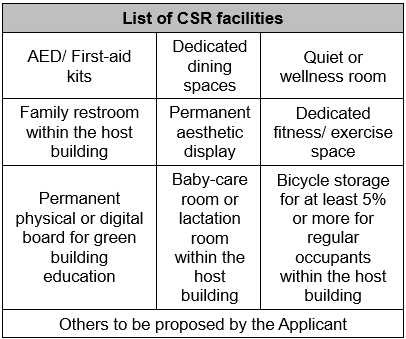 List of CSR facilities
AED/ First-aid
kits
Dedicated
dining
spaces
Quiet or
wellness room
Family restroom
within the host
building
Permanent
aesthetic
display
Dedicated
fitness/ exercise
space
Permanent
physical or digital
board for green
building
education
Baby-care
room or
lactation
room
within the
host
building
Bicycle storage
for at least 5%
or more for
regular
occupants
within the host
building
Others to be proposed by the Applicant